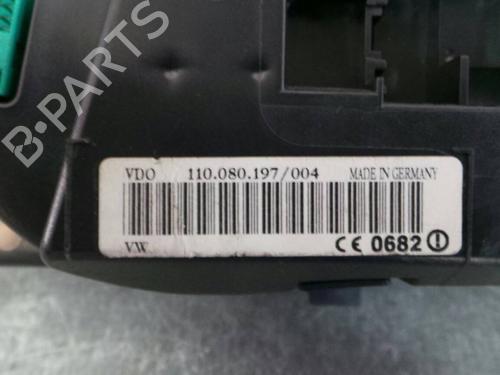 B-PARTS
VDO 110.080.197/004 MADE IN GERMANY
VW CE 0682